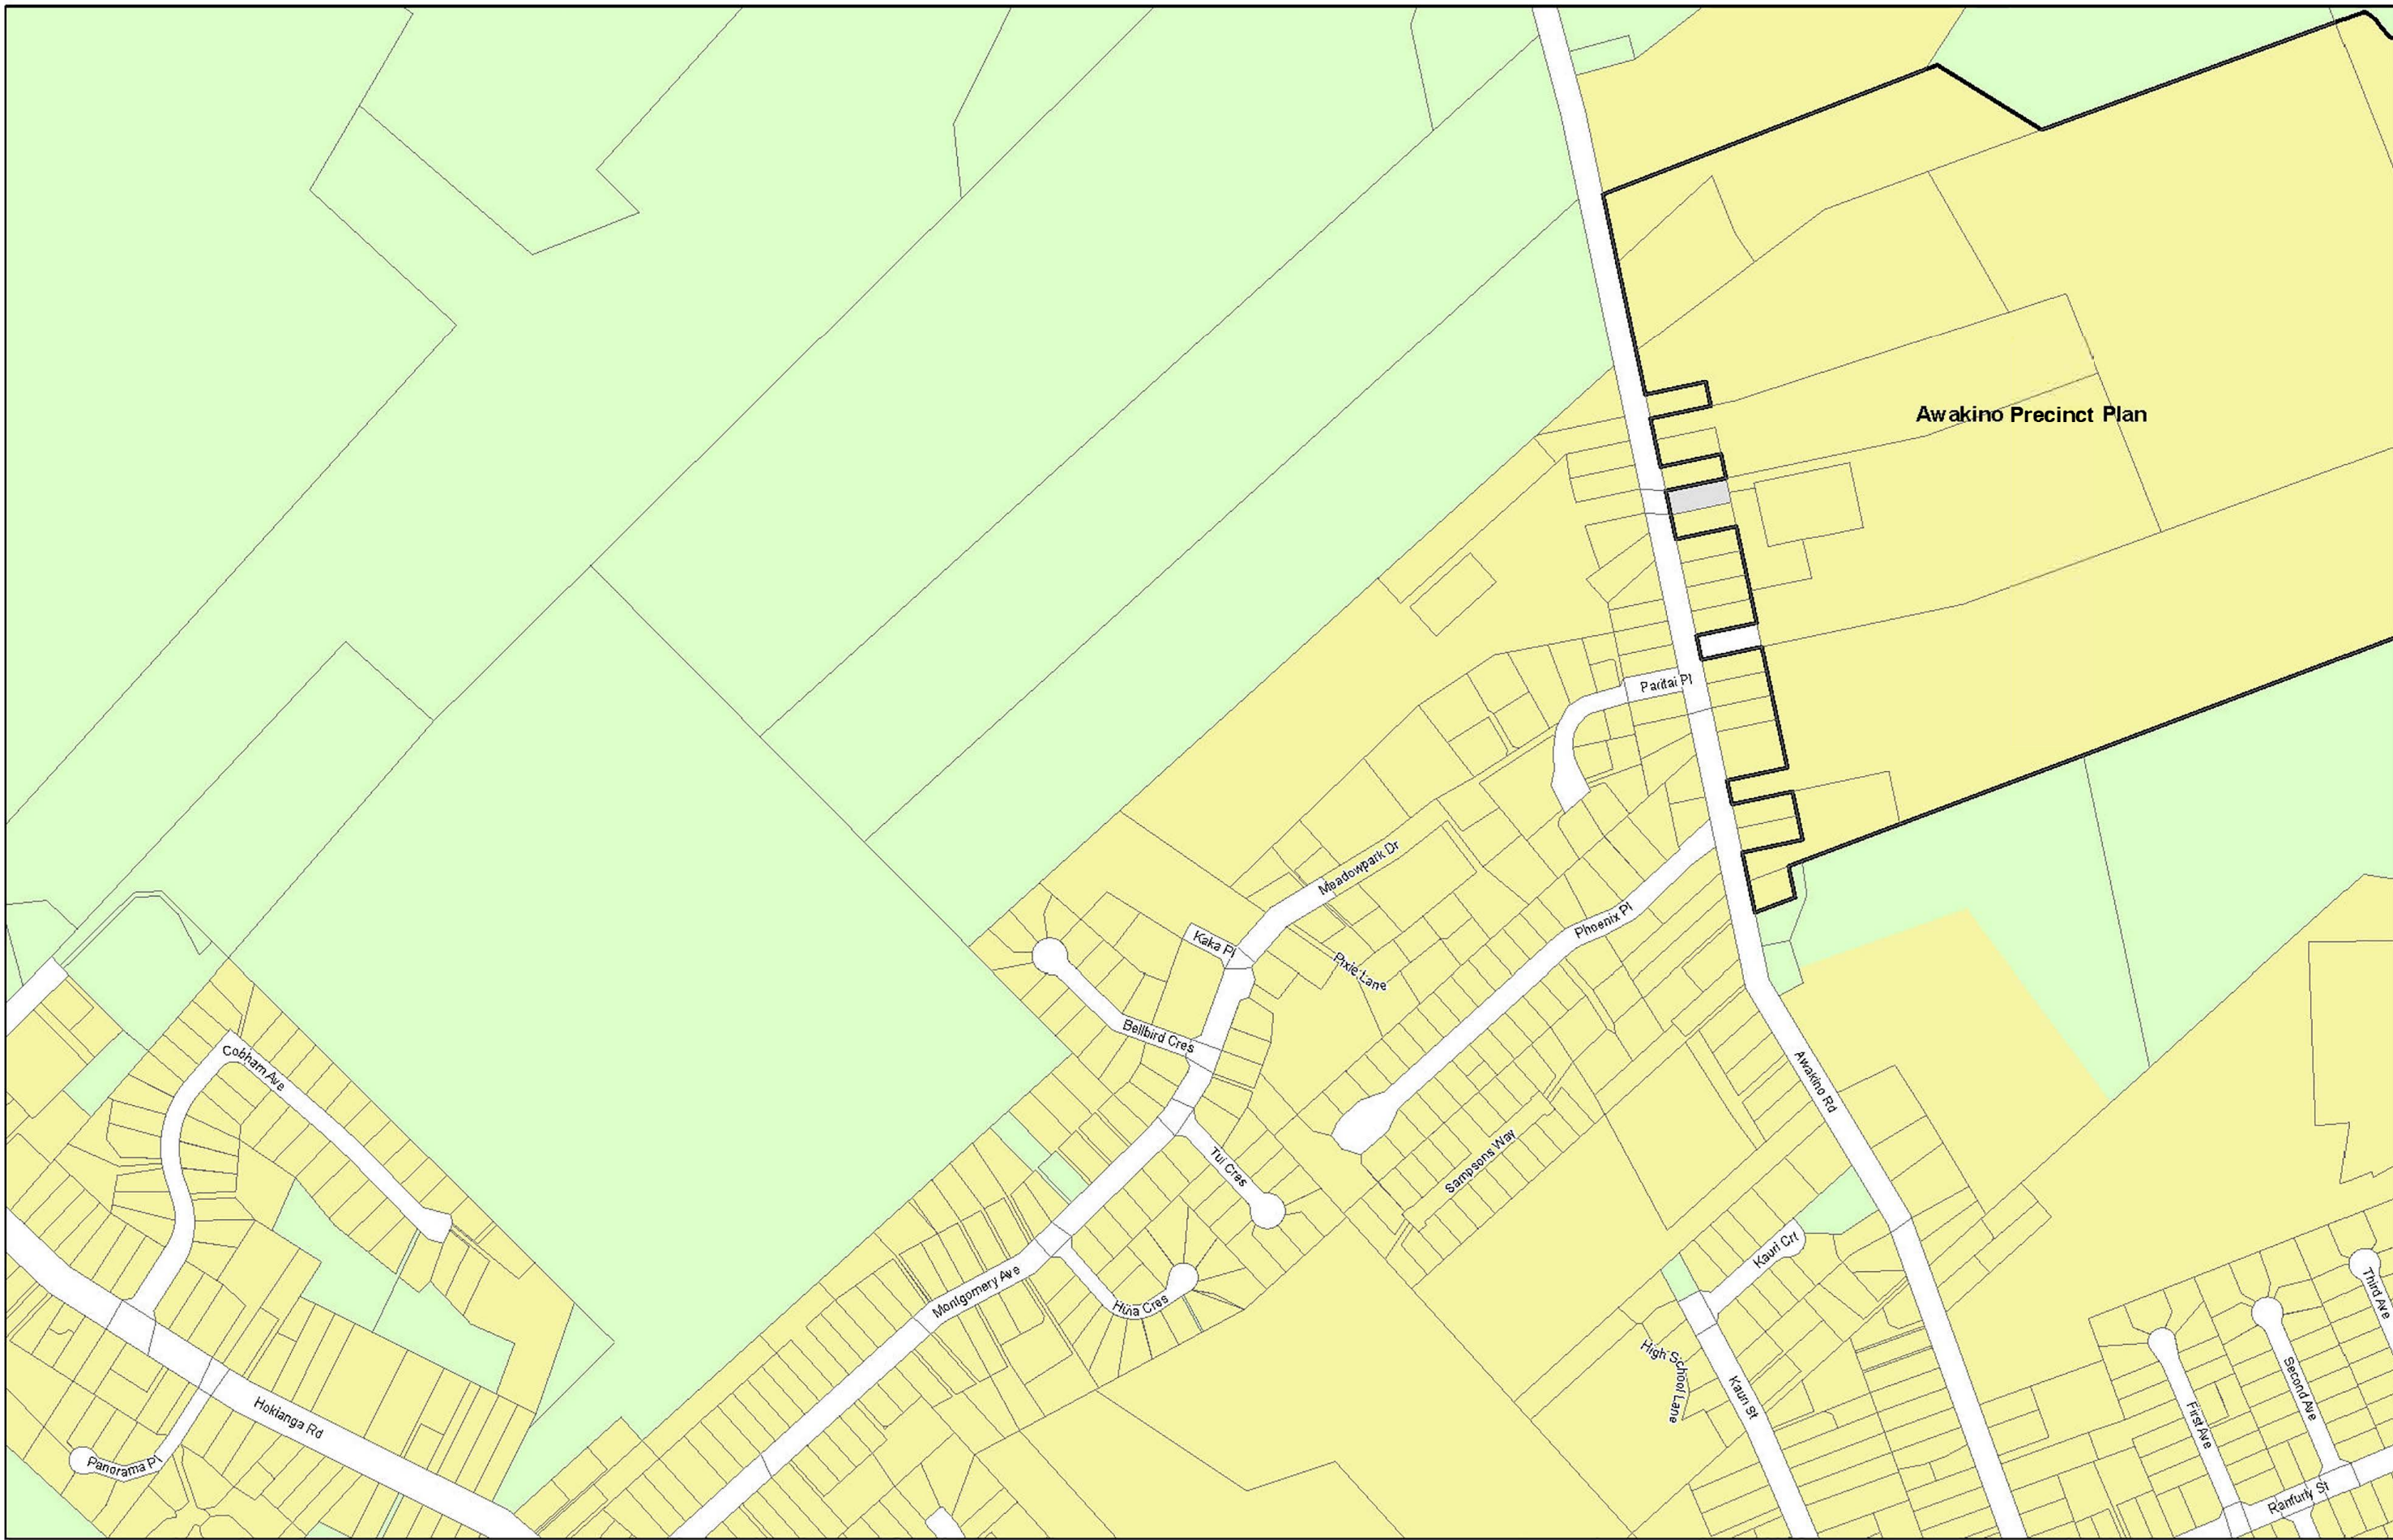 Awakino Precinct Plan
Paritai Pl
Meadowpark Dr
Phoenix Pl
Kaka Pl
Pixie Lane
Bellbird Cres
Cobham Ave
Awakino Rd
Tui Cres
Sampsons Way
Kauri Crt
Montgomery Ave
Huia Cres
Third Ave
High School Lane
Kauri St
Second Ave
First Ave
Hokianga Rd
Panorama Pl
Ranfurly St